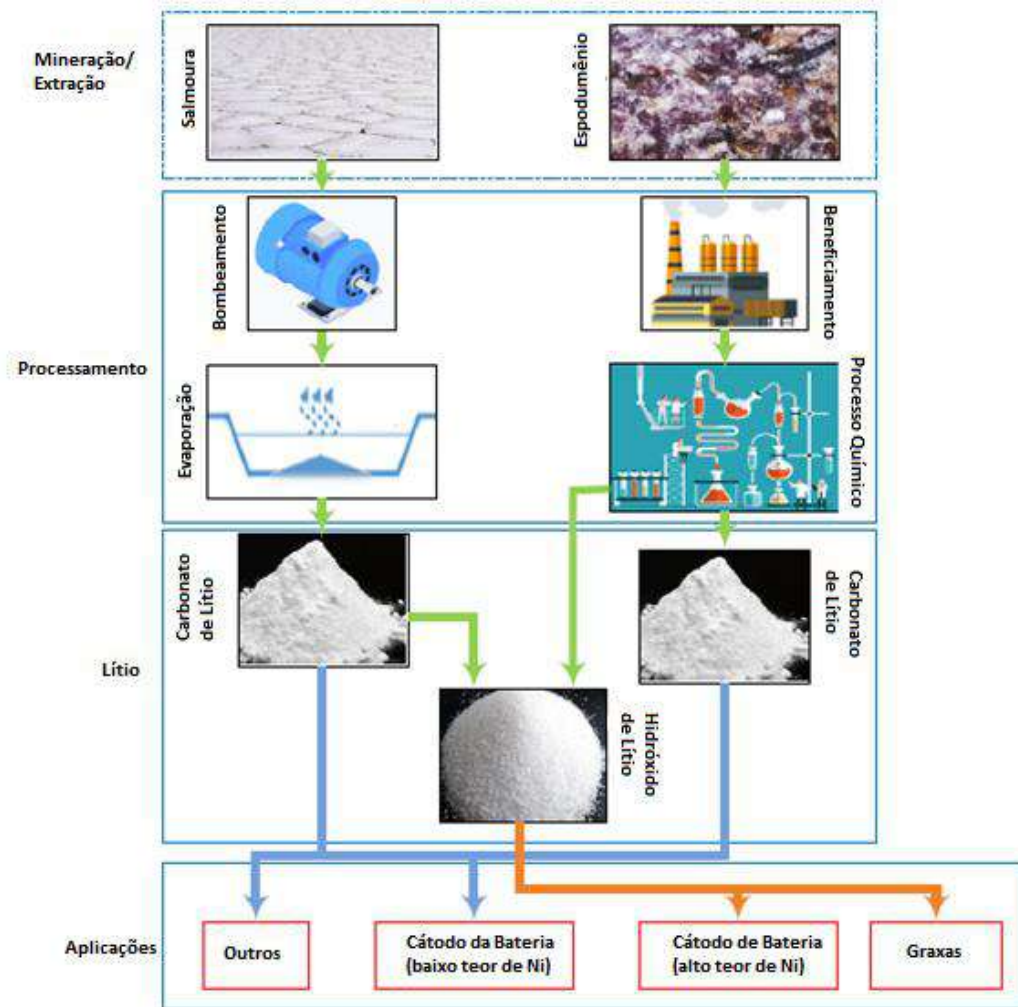 Mineração/
Extração
Salmoura
Espodumênio
Processamento
Bombeamento
Beneficiamento
Evaporação
Processo Químico
Lítio
Carbonato
de Lítio
Carbonato
de Lítio
Hidróxido
de Lítio
Aplicações
Outros
Cátodo da Bateria
(baixo teor de Ni)
Cátodo de Bateria
(alto teor de Ni)
Graxas